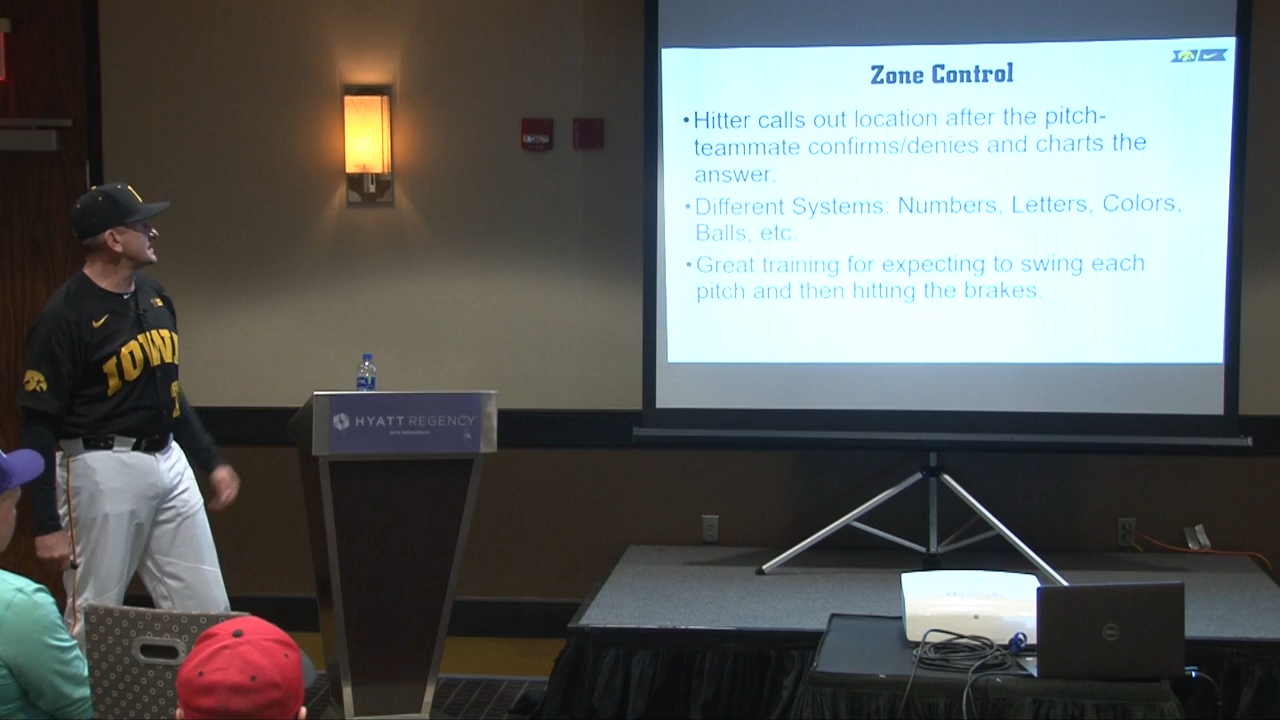 Zone Control
•Hitter calls out location after the pitch-
teammate confirms/denies and charts the
answer.
•Different Systems: Numbers, Letters, Colors,
Balls, etc.
•Great training for expecting to swing each
pitch and then hitting the brakes.
IOWA
HYATT REGENCY
DELL